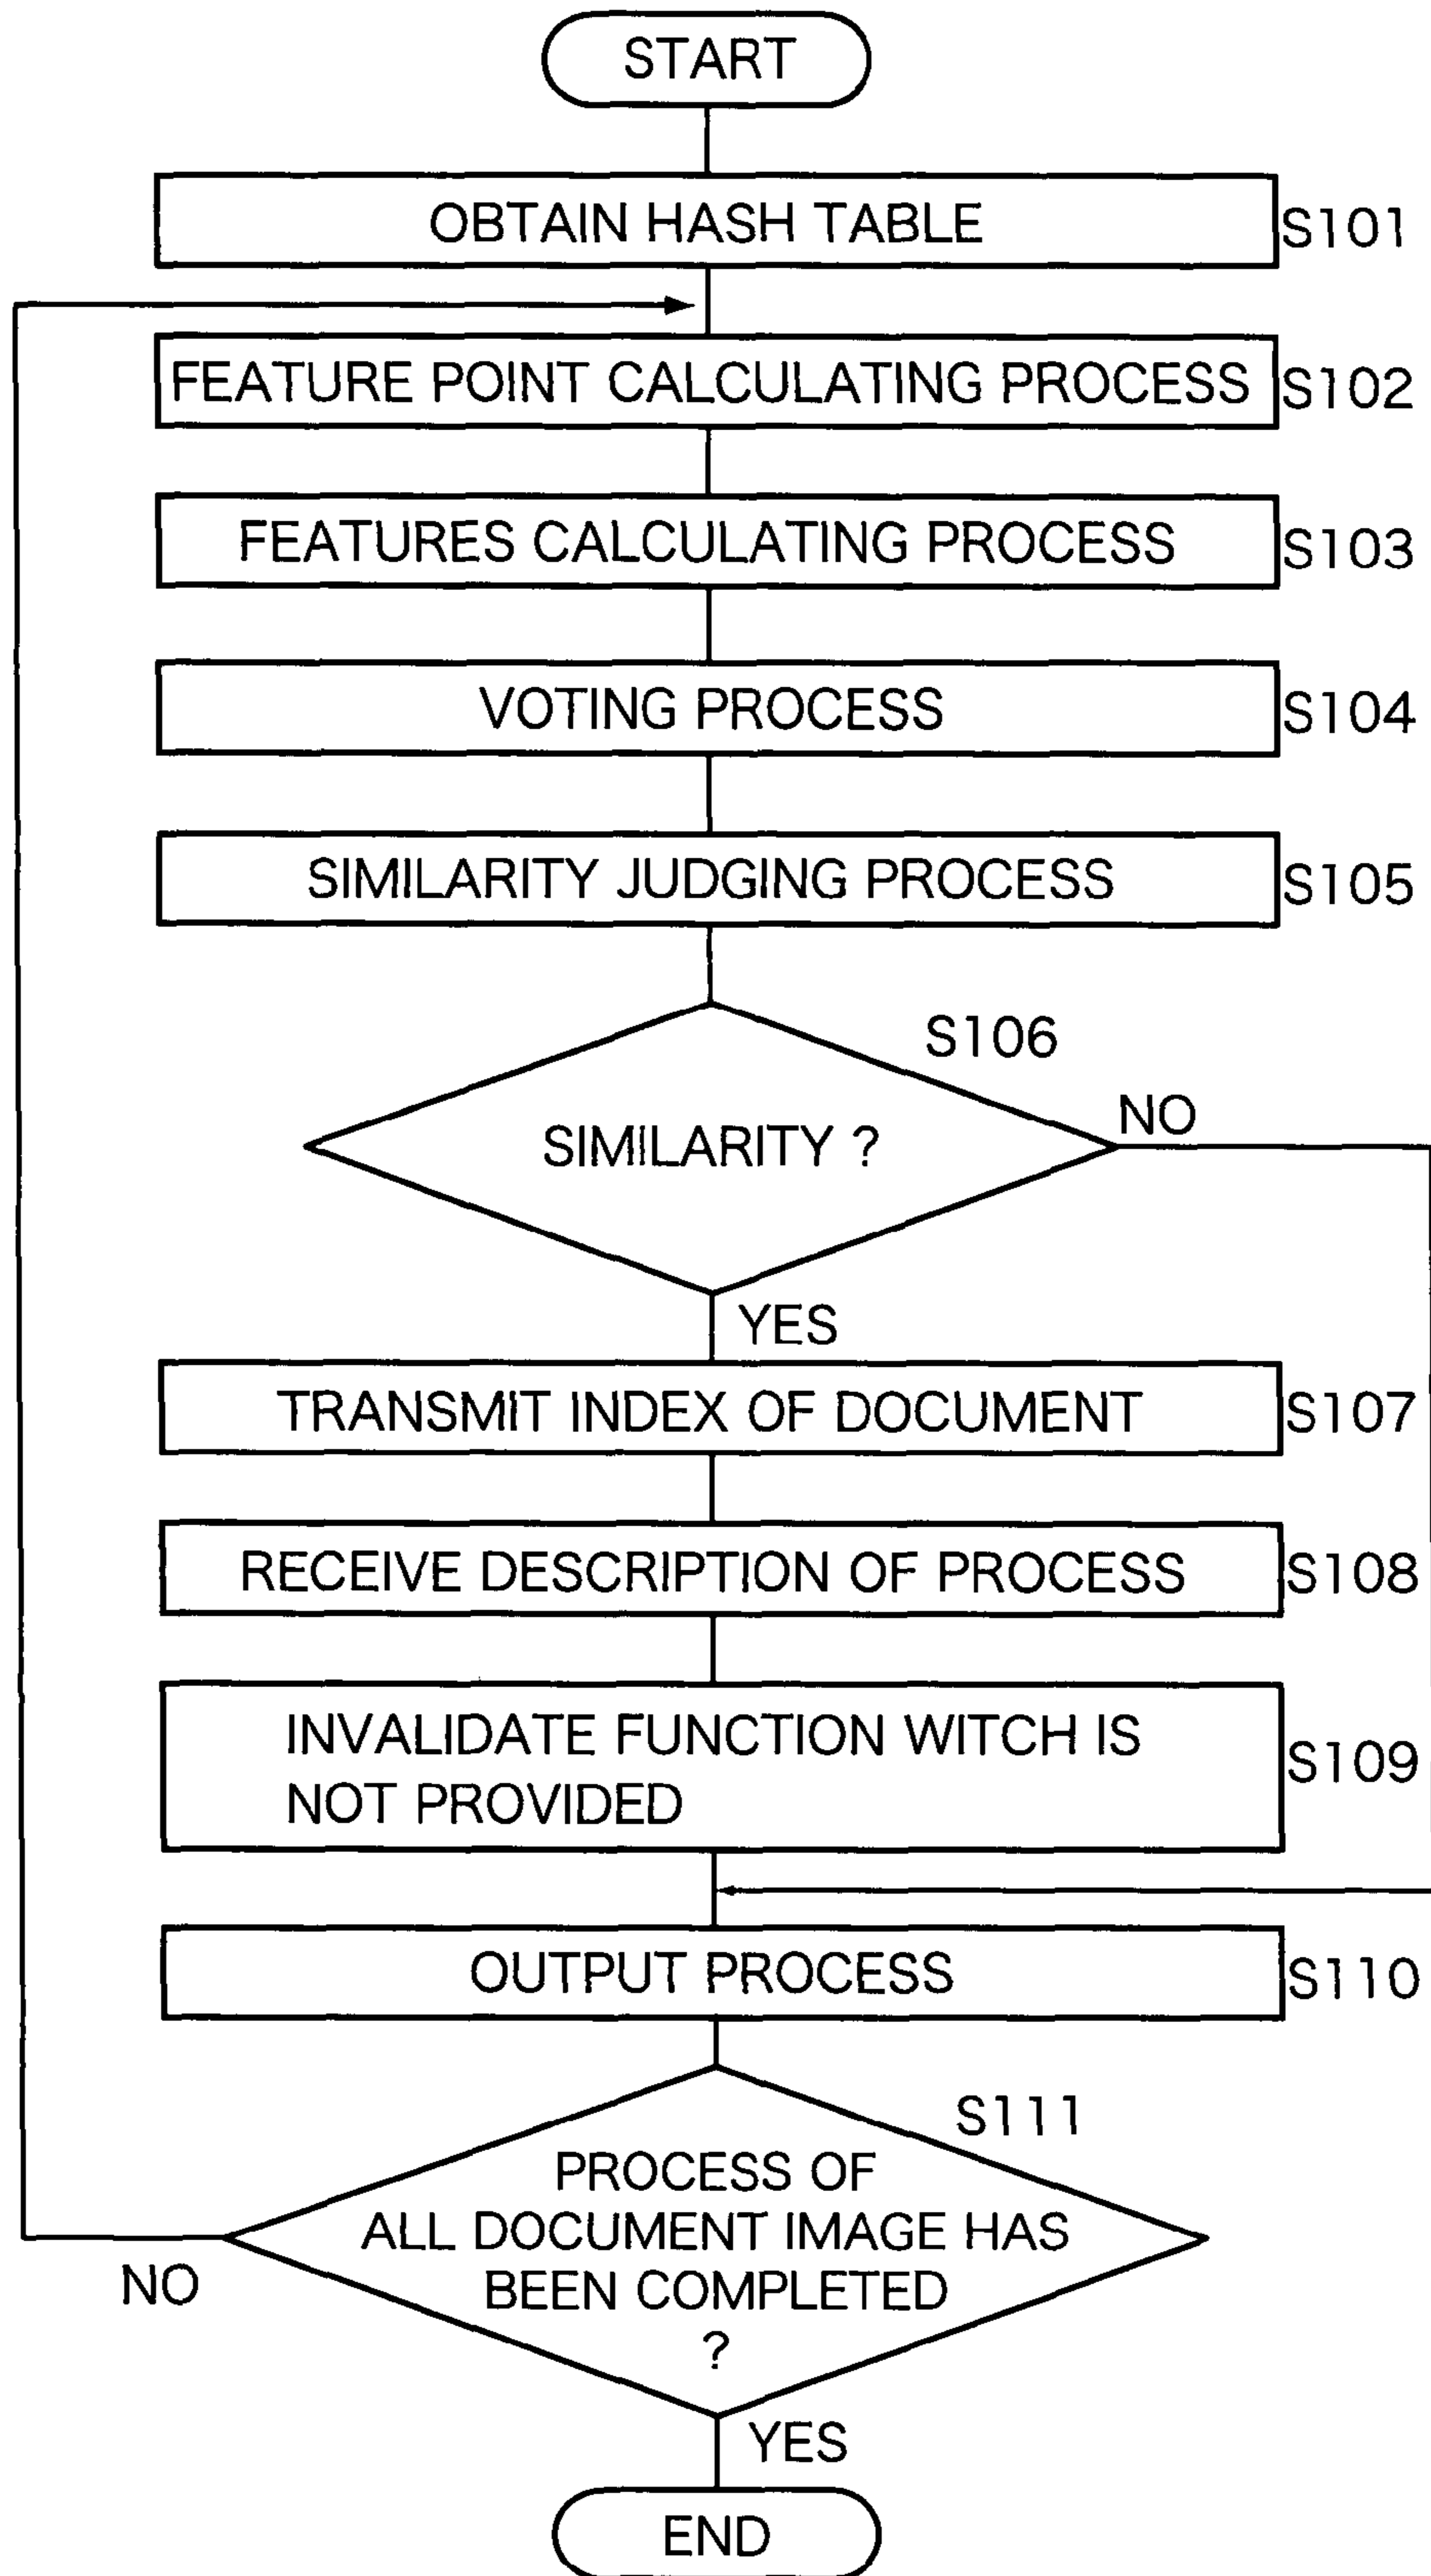 START
OBTAIN HASH TABLE
S101
FEATURE POINT CALCULATING PROCESS
S102
FEATURES CALCULATING PROCESS
S103
VOTING PROCESS
S104
SIMILARITY JUDGING PROCESS
S105
S106
SIMILARITY ?
NO
YES
TRANSMIT INDEX OF DOCUMENT
S107
RECEIVE DESCRIPTION OF PROCESS
S108
INVALIDATE FUNCTION WITCH IS
NOT PROVIDED
S109
OUTPUT PROCESS
S110
S111
PROCESS OF
ALL DOCUMENT IMAGE HAS
BEEN COMPLETED
?
NO
YES
END